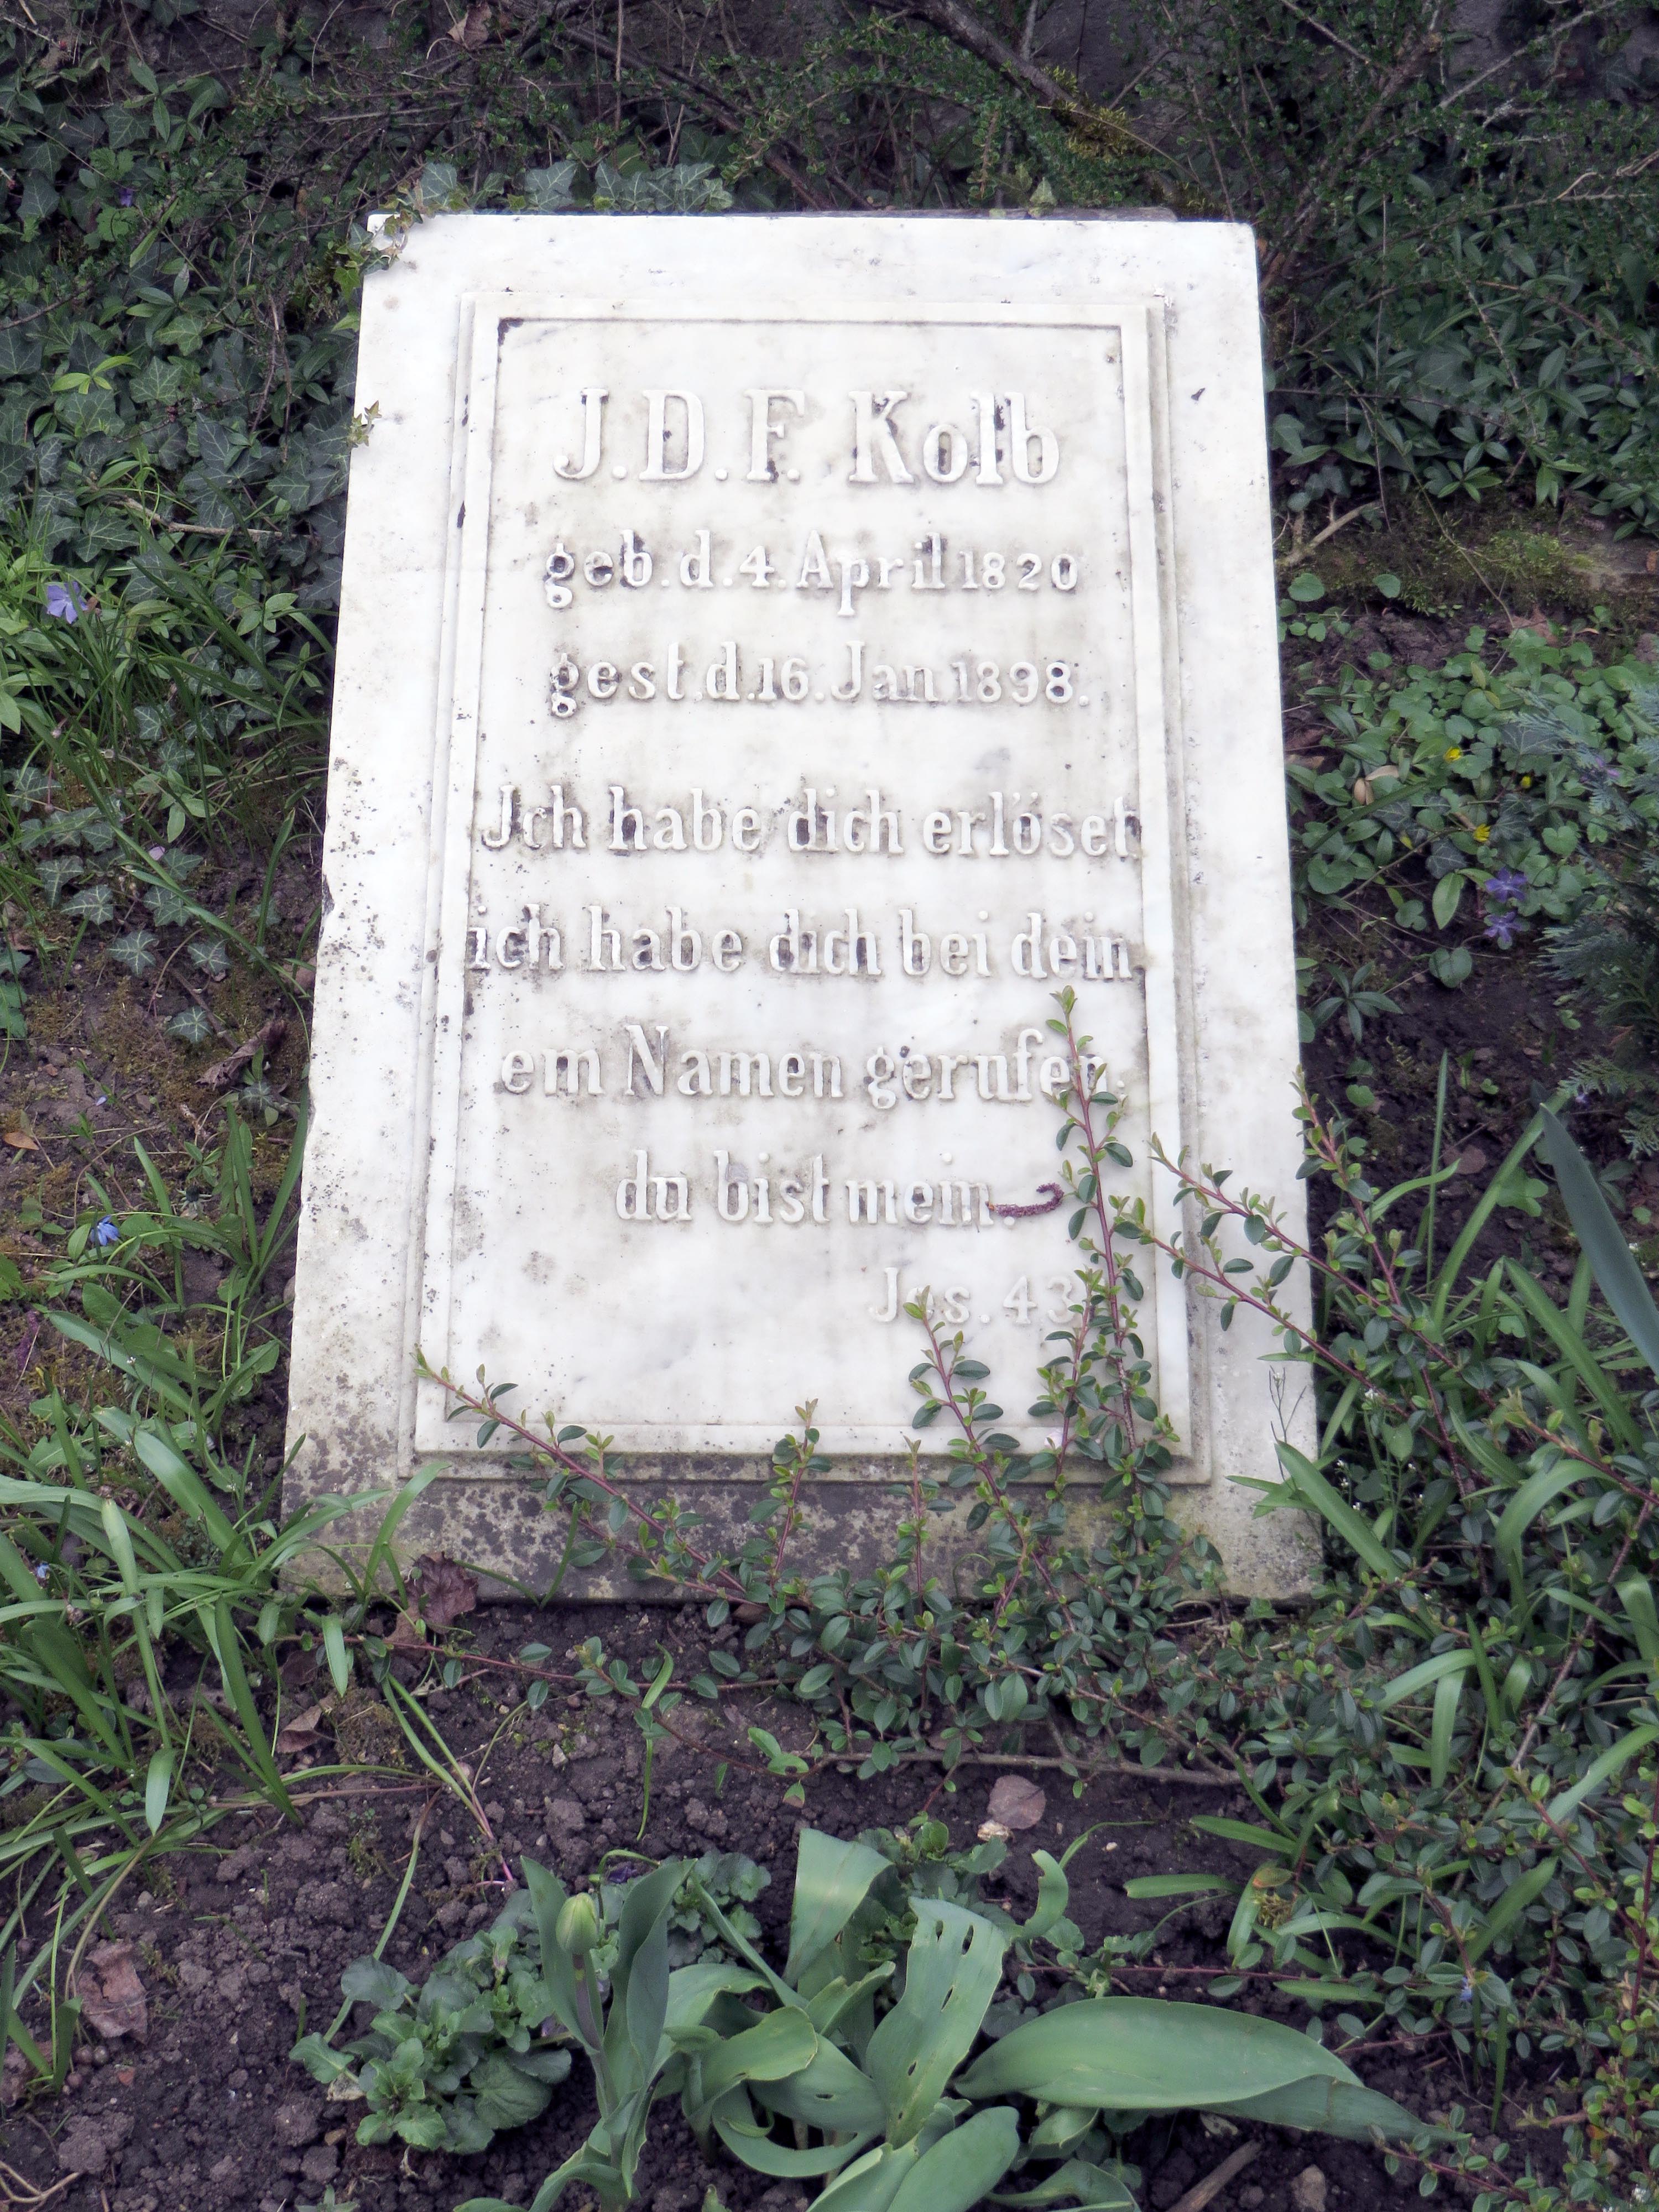 J. D. F. Kolb
geb. d. 4. April 1820
gest. d. 16. Jan. 1898.
Jch habe dich erlöset
ich habe dich bei dein
em Namen gerufen.
du bist mein.
Jes. 43